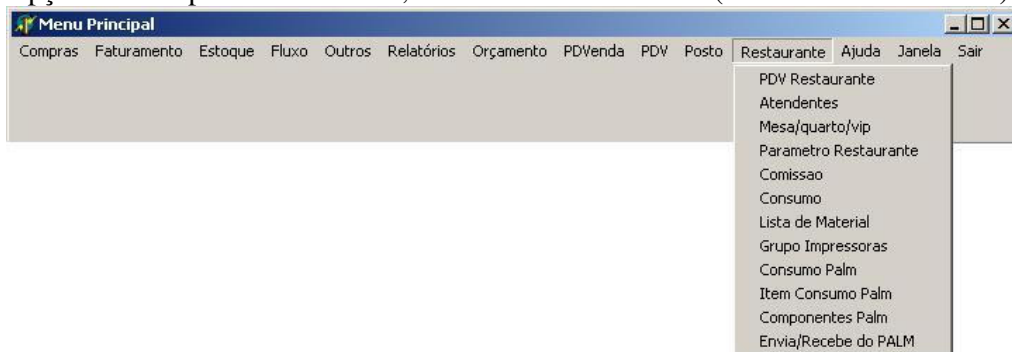 Menu Principal
Compras Faturamento Estoque Fluxo Outros Relatórios Orçamento PDVenda PDV Posto Restaurante Ajuda Janela Sair
PDV Restaurante
Atendentes
Mesa/quarto/vip
Parametro Restaurante
Comissao
Consumo
Lista de Material
Grupo Impressoras
Consumo Palm
Item Consumo Palm
Componentes Palm
Envia/Recebe do PALM